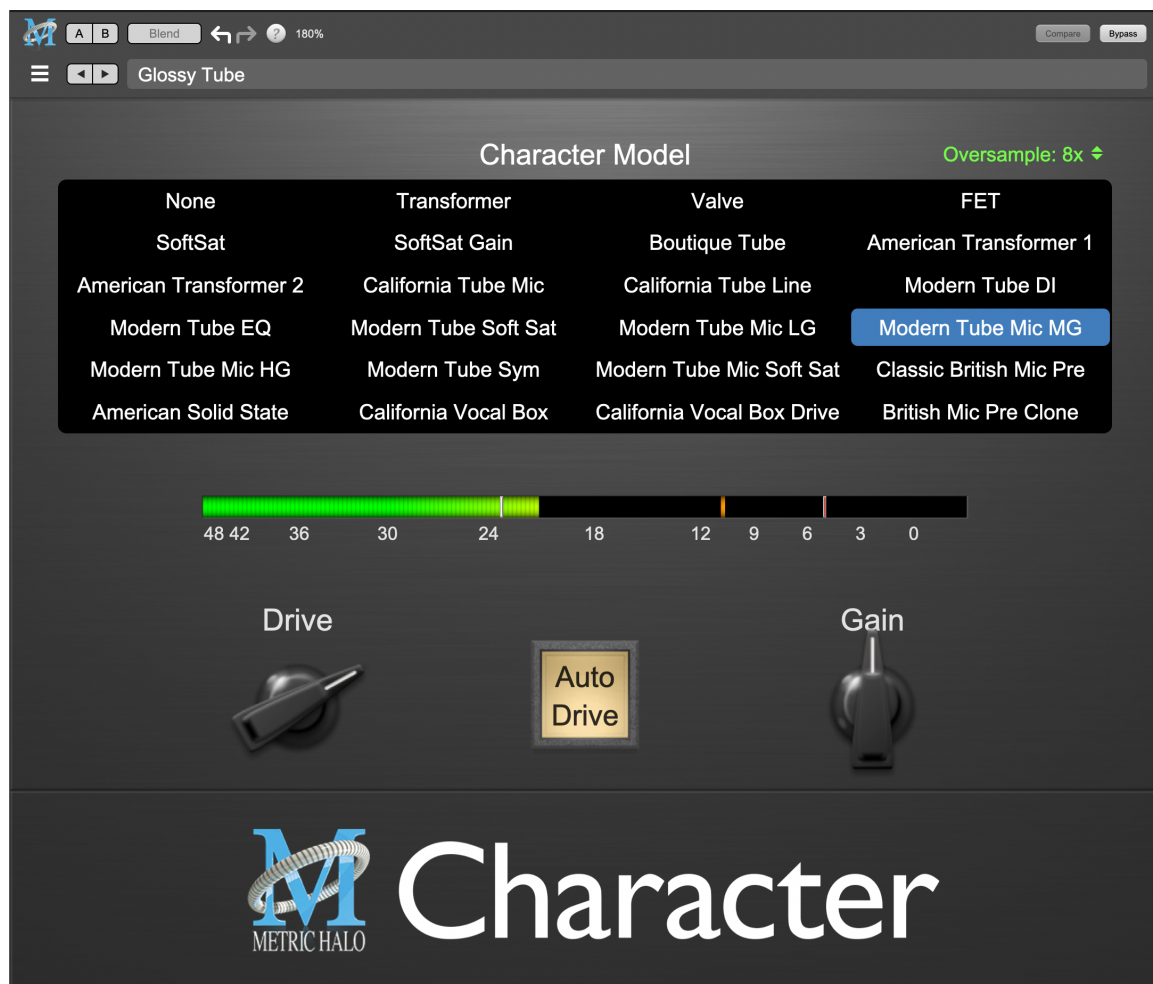 A B Blend ? 180% Compare Bypass
Glossy Tube
Character Model Oversample: 8x
None Transformer Valve FET
SoftSat SoftSat Gain Boutique Tube American Transformer 1
American Transformer 2 California Tube Mic California Tube Line Modern Tube DI
Modern Tube EQ Modern Tube Soft Sat Modern Tube Mic LG Modern Tube Mic MG
Modern Tube Mic HG Modern Tube Sym Modern Tube Mic Soft Sat Classic British Mic Pre
American Solid State California Vocal Box California Vocal Box Drive British Mic Pre Clone
48 42 36 30 24 18 12 9 6 3 0
Drive Gain
Auto
Drive
M Character
METRIC HALO